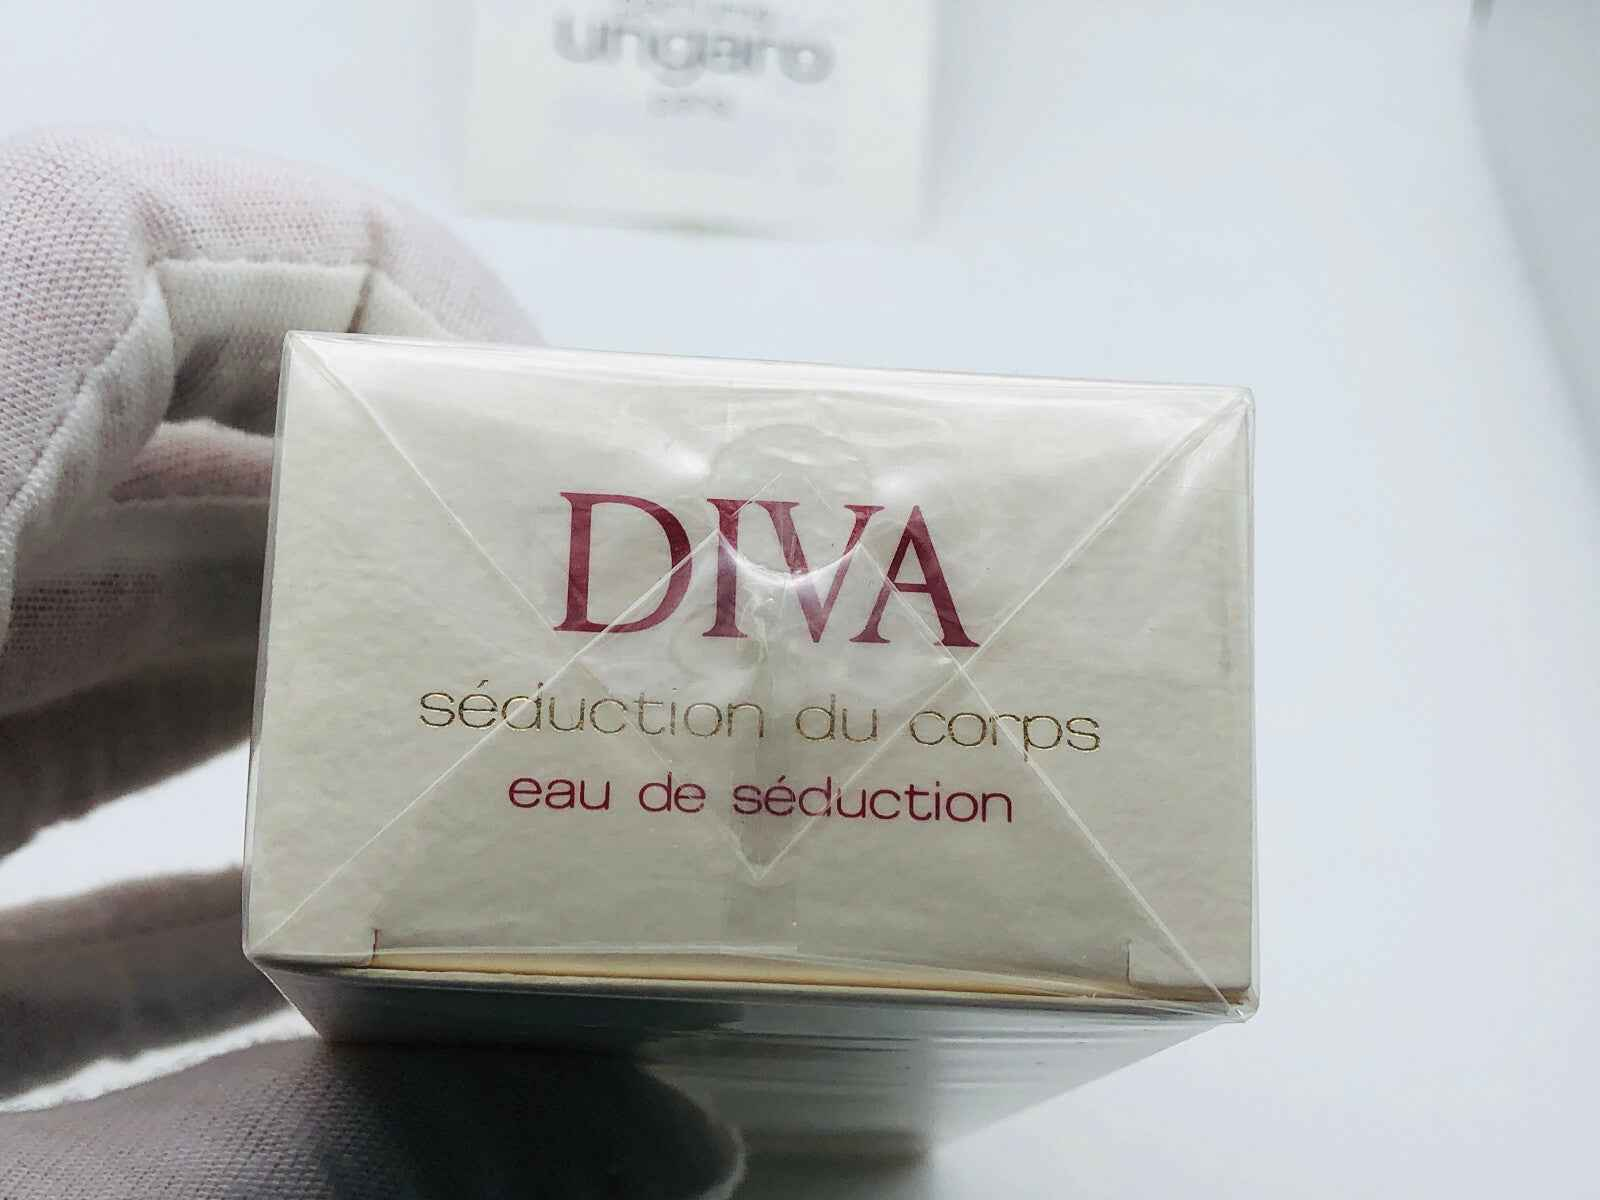 ungaro
DIVA
séduction du corps
eau de séduction